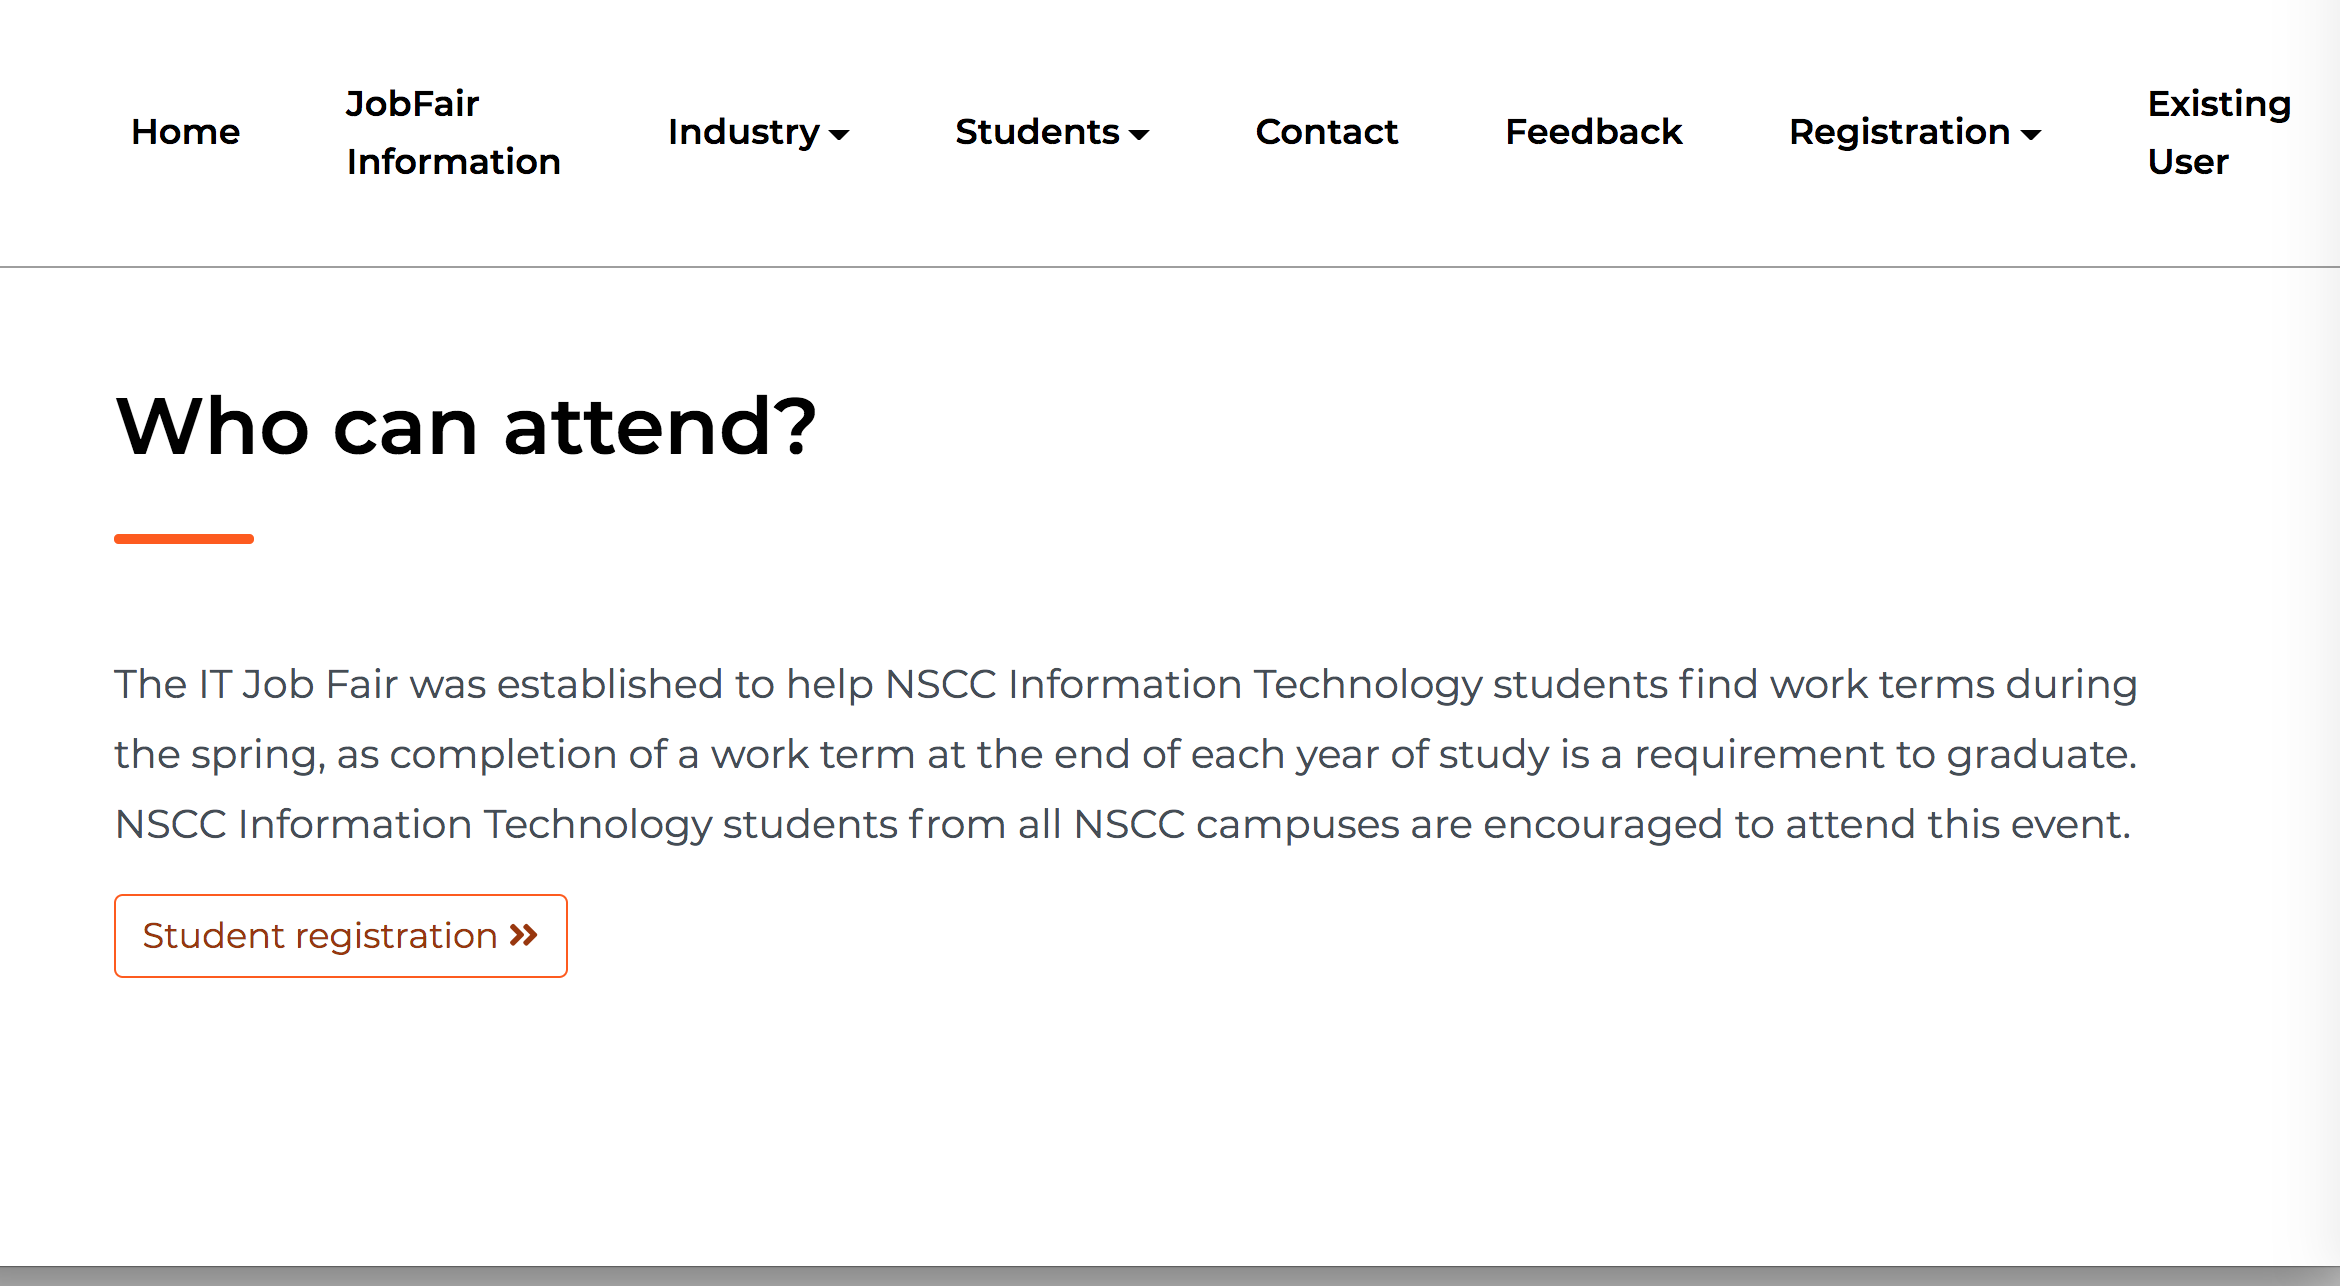 Home
JobFair
Information
Industry
Students
Contact
Feedback
Registration
Existing
User
Who can attend?
The IT Job Fair was established to help NSCC Information Technology students find work terms during
the spring, as completion of a work term at the end of each year of study is a requirement to graduate.
NSCC Information Technology students from all NSCC campuses are encouraged to attend this event.
Student registration »